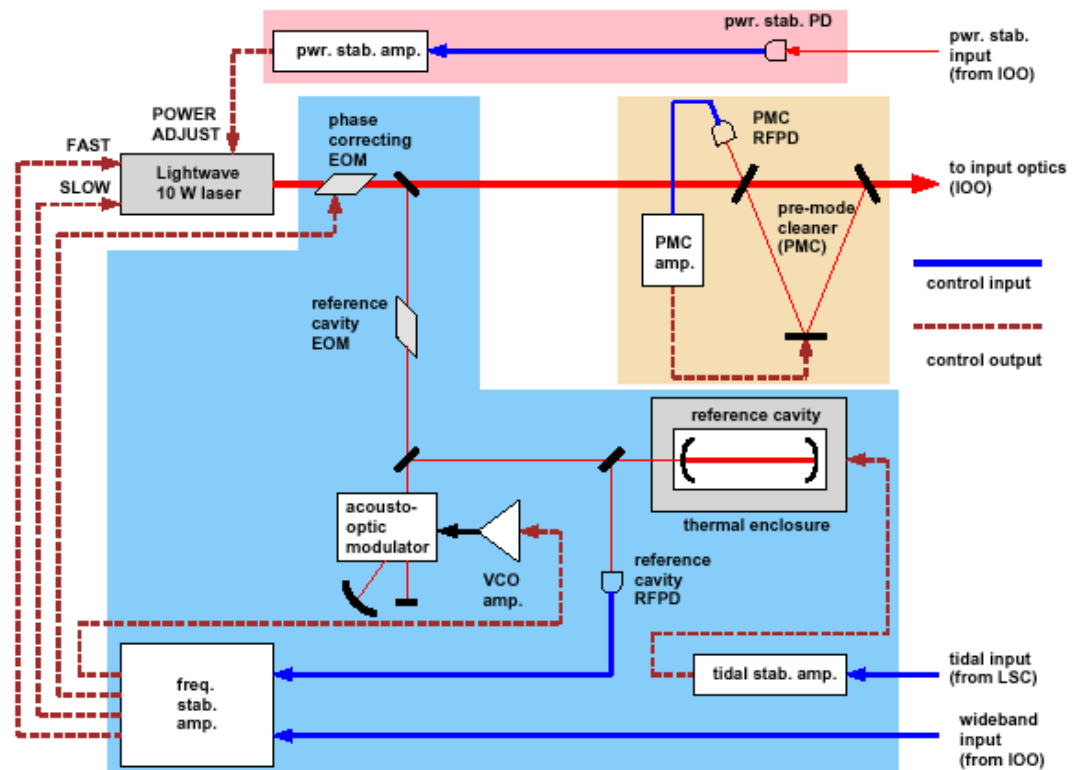 pwr. stab. PD
pwr. stab. amp.
pwr. stab.
input
(from IOO)
POWER
ADJUST
FAST
SLOW
Lightwave
10 W laser
phase
correcting
EOM
PMC
RFPD
to input optics
(IOO)
pre-mode
cleaner
(PMC)
PMC
amp.
control input
control output
reference
cavity
EOM
reference cavity
thermal enclosure
acousto-
optic
modulator
VCO
amp.
reference
cavity
RFPD
freq.
stab.
amp.
tidal stab. amp.
tidal input
(from LSC)
wideband
input
(from IOO)